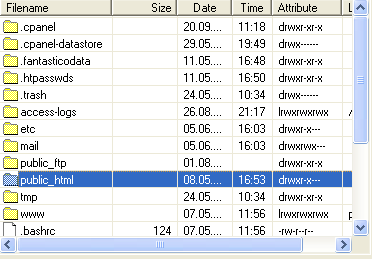 Filename Size Date Time Attribute L
.cpanel 20.09.... 11:18 drwxr-xr-x
.cpanel-datastore 29.05.... 19:49 drwx------
.fantasticodata 11.05.... 16:48 drwxr-xr-x
.htpasswds 11.05.... 16:50 drwxr-xr-x
.trash 24.05.... 10:34 drwx------
access-logs 26.08.... 21:17 lrwxrwxrwx /
etc 05.06.... 16:03 drwxr-x---
mail 05.06.... 16:03 drwxrwx---
public_ftp 01.08.... drwxr-xr-x
public_html 08.05.... 16:53 drwxr-x---
tmp 24.05.... 10:34 drwxr-xr-x
www 07.05.... 11:56 lrwxrwxrwx p
.bashrc 124 07.05.... 11:56 -rw-r--r--